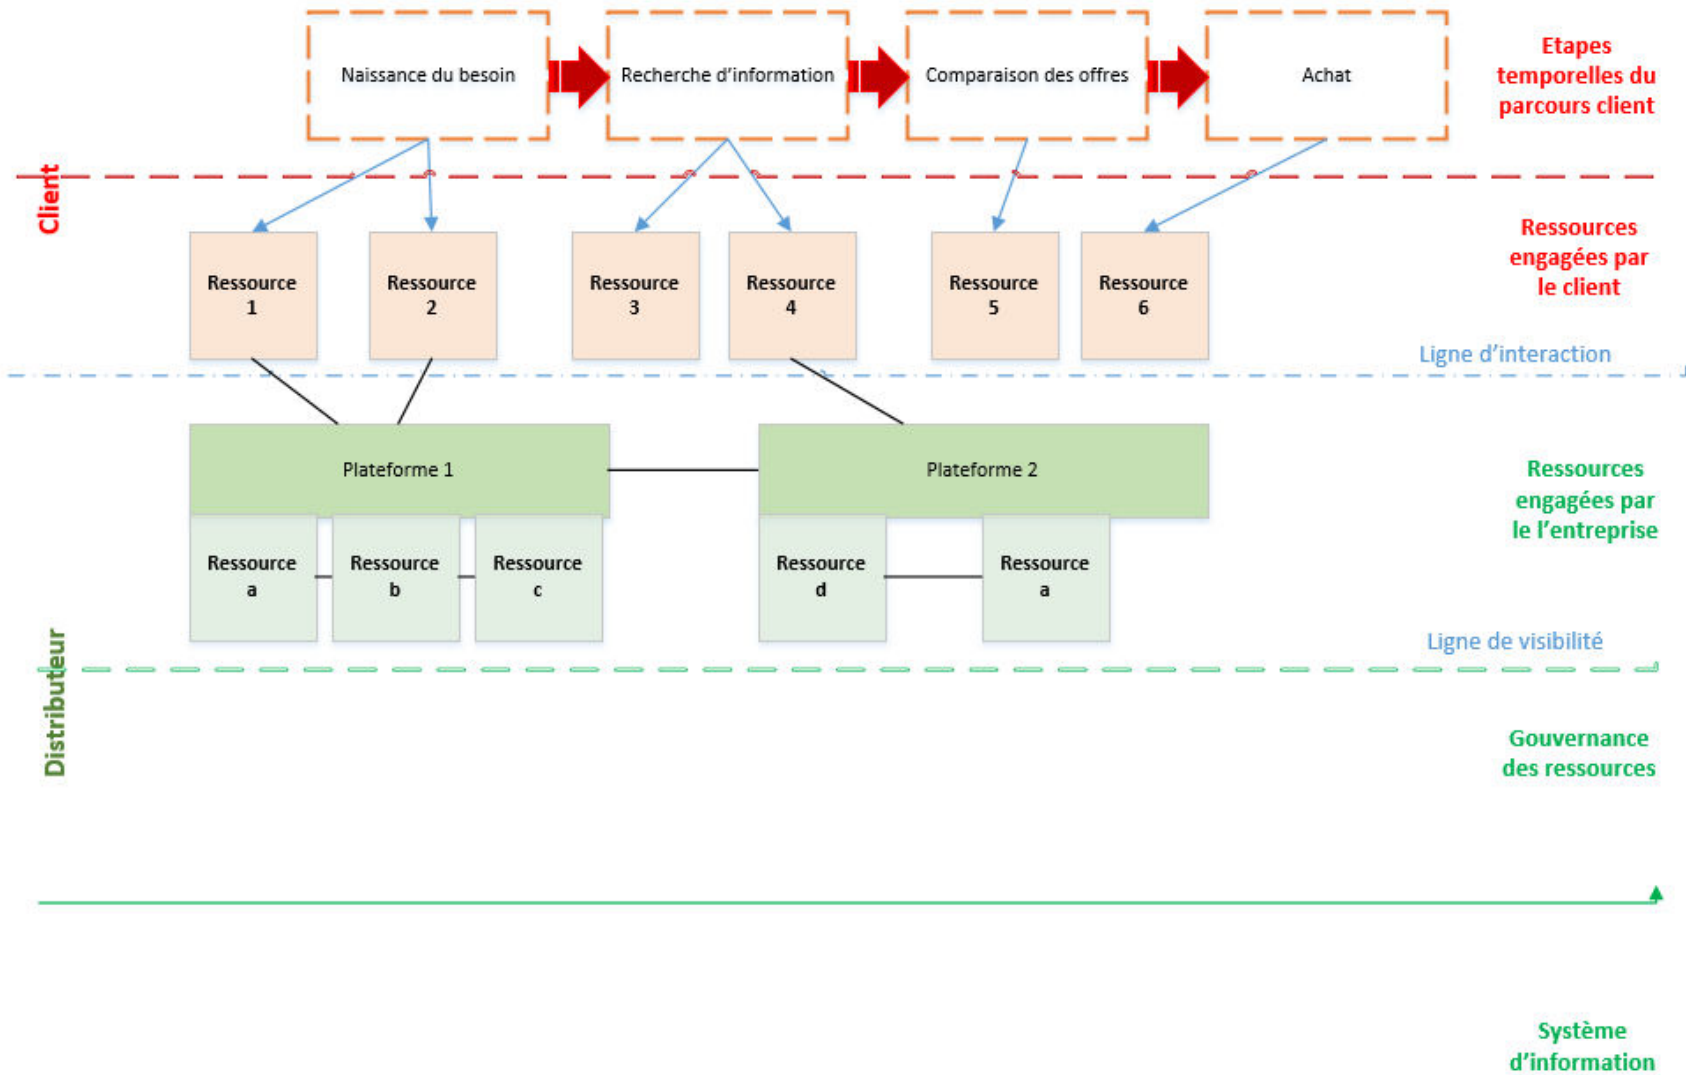 Naissance du besoin
Recherche d'information
Comparaison des offres
Achat
Etapes
temporelles du
parcours client
Client
Ressource
1
Ressource
2
Ressource
3
Ressource
4
Ressource
5
Ressource
6
Ressources
engagées par
le client
Ligne d'interaction
Plateforme 1
Plateforme 2
Ressources
engagées par
le l'entreprise
Ressource
a
Ressource
b
Ressource
c
Ressource
d
Ressource
a
Ligne de visibilité
Distributeur
Gouvernance
des ressources
Système
d'information